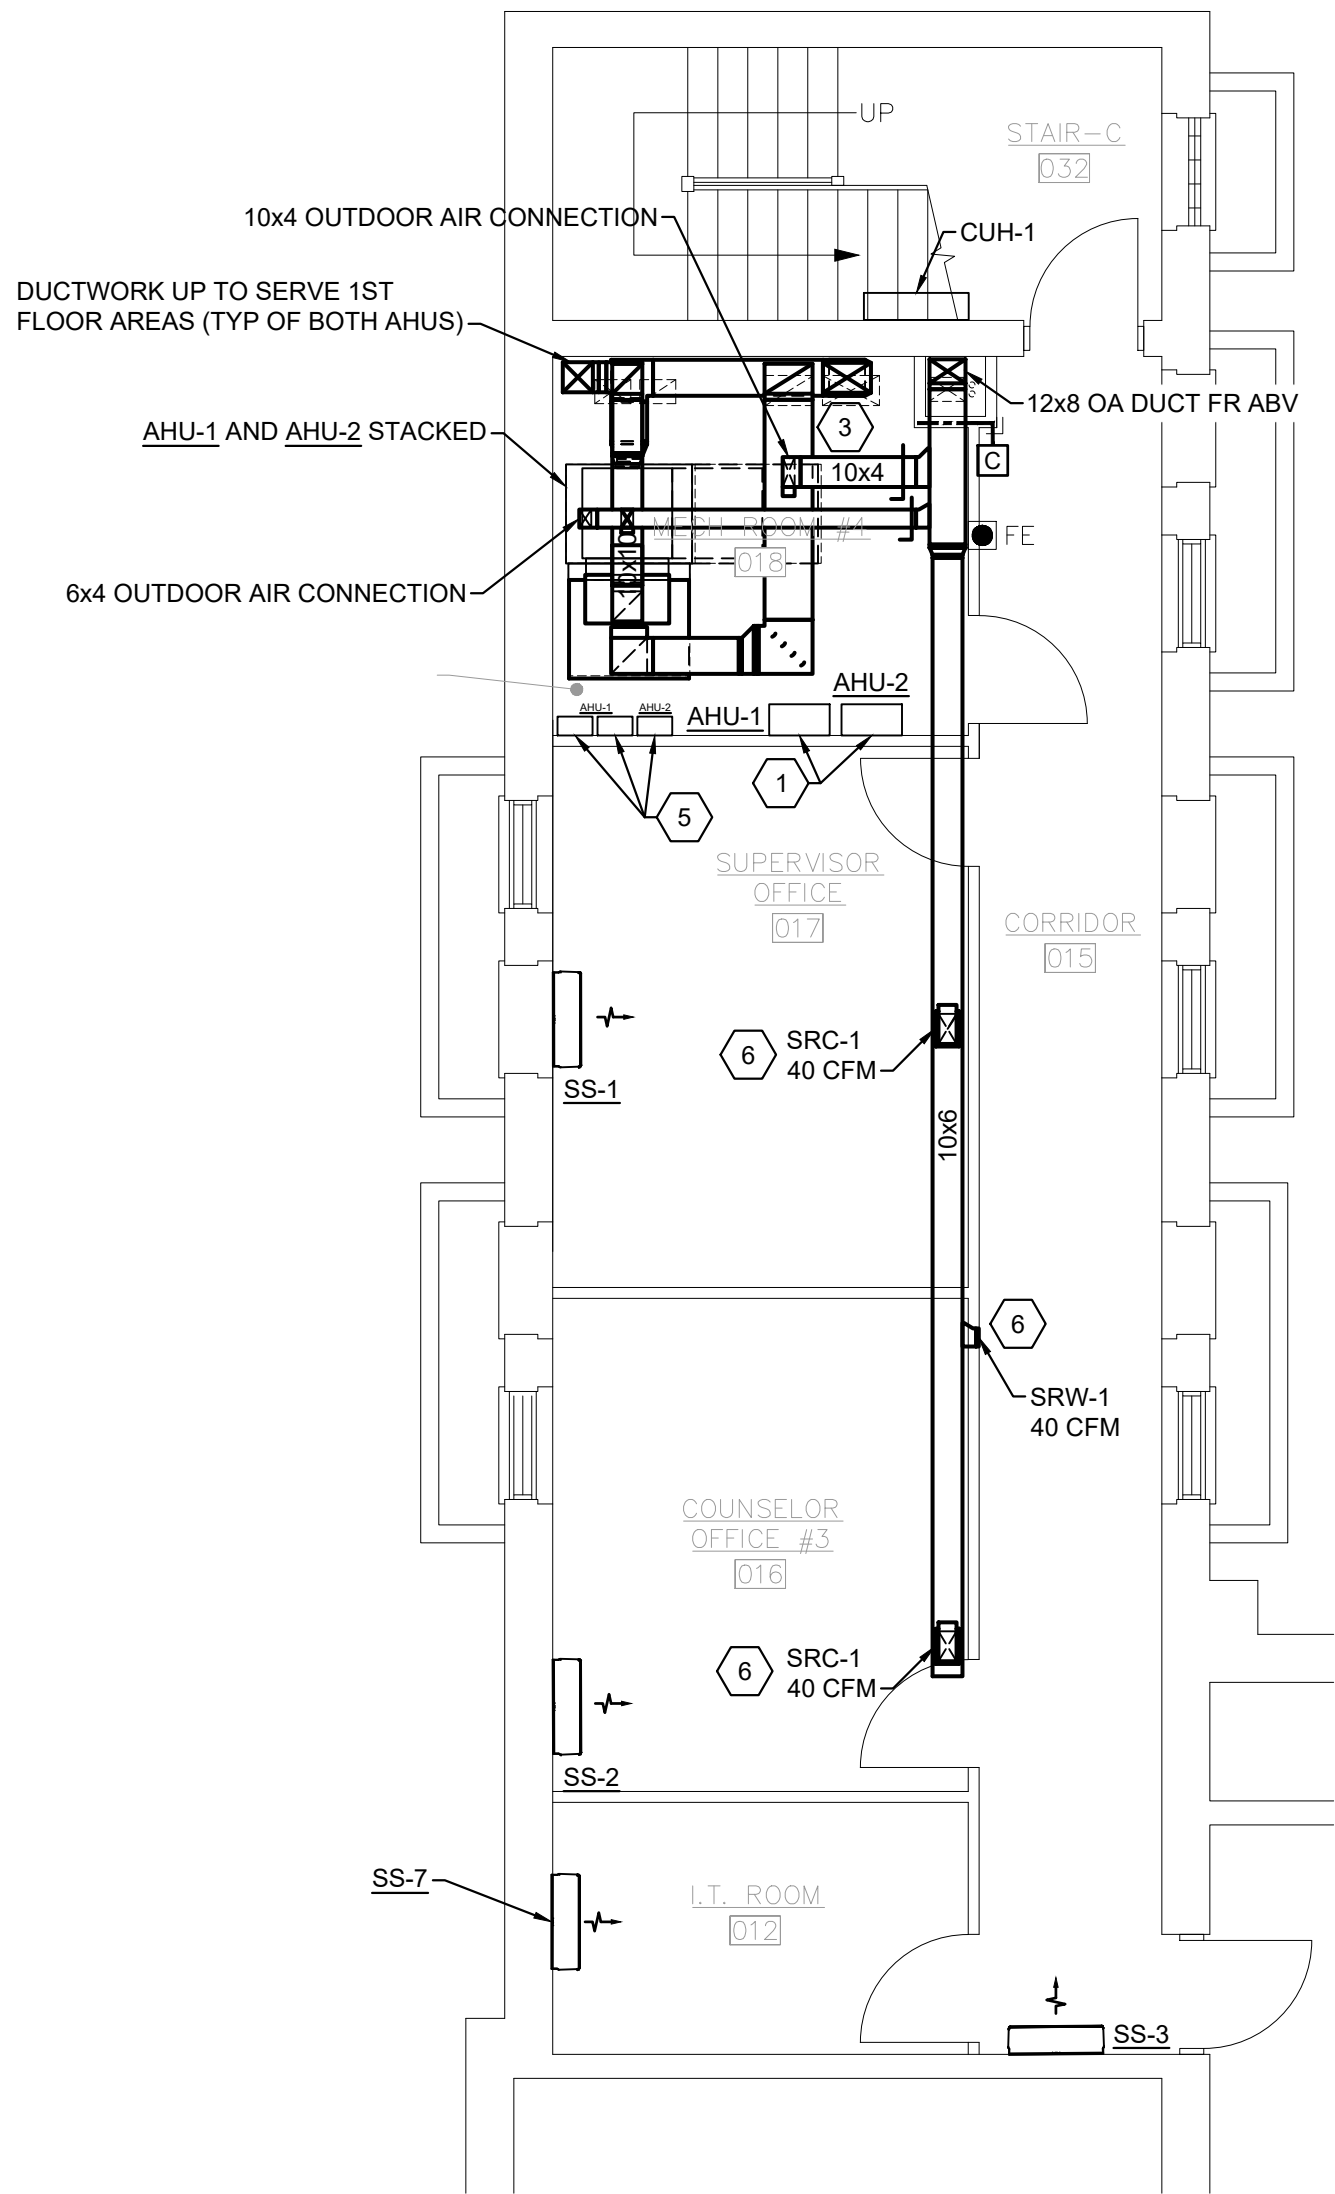 UP
STAIR-C
032
10x4 OUTDOOR AIR CONNECTION
CUH-1
DUCTWORK UP TO SERVE 1ST
FLOOR AREAS (TYP OF BOTH AHUS)
12x8 OA DUCT FR ABV
3
AHU-1 AND AHU-2 STACKED
C
10x4
MECH ROOM #4
018
FE
10x10
6x4 OUTDOOR AIR CONNECTION
AHU-2
AHU-1
AHU-2
AHU-1
1
5
SUPERVISOR
OFFICE
017
CORRIDOR
015
6
SRC-1
40 CFM
SS-1
10x6
6
SRW-1
40 CFM
COUNSELOR
OFFICE #3
016
6
SRC-1
40 CFM
SS-2
SS-7
I.T. ROOM
012
SS-3